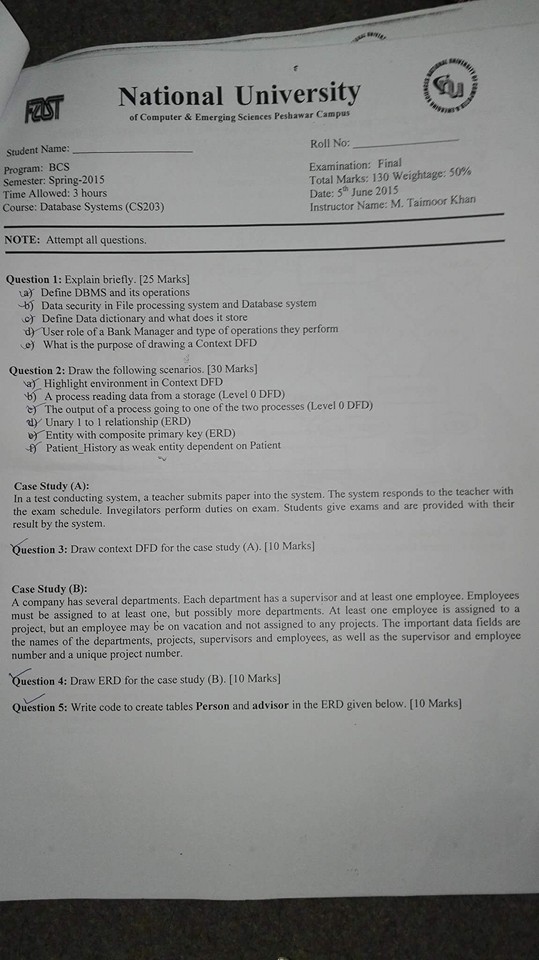 FAST
National University
of Computer & Emerging Sciences Peshawar Campus
Student Name:
Roll No:
Program: BCS
Semester: Spring-2015
Time Allowed: 3 hours
Course: Database Systems (CS203)
Examination: Final
Total Marks: 130 Weightage: 50%
Date: 5th June 2015
Instructor Name: M. Taimoor Khan
NOTE: Attempt all questions.
Question 1: Explain briefly. [25 Marks]
a) Define DBMS and its operations
b) Data security in File processing system and Database system
c) Define Data dictionary and what does it store
d) User role of a Bank Manager and type of operations they perform
e) What is the purpose of drawing a Context DFD
Question 2: Draw the following scenarios. [30 Marks]
a) Highlight environment in Context DFD
b) A process reading data from a storage (Level 0 DFD)
c) The output of a process going to one of the two processes (Level 0 DFD)
d) Unary 1 to 1 relationship (ERD)
e) Entity with composite primary key (ERD)
f) Patient_History as weak entity dependent on Patient
Case Study (A):
In a test conducting system, a teacher submits paper into the system. The system responds to the teacher with
the exam schedule. Invegilators perform duties on exam. Students give exams and are provided with their
result by the system.
Question 3: Draw context DFD for the case study (A). [10 Marks]
Case Study (B):
A company has several departments. Each department has a supervisor and at least one employee. Employees
must be assigned to at least one, but possibly more departments. At least one employee is assigned to a
project, but an employee may be on vacation and not assigned to any projects. The important data fields are
the names of the departments, projects, supervisors and employees, as well as the supervisor and employee
number and a unique project number.
Question 4: Draw ERD for the case study (B). [10 Marks]
Question 5: Write code to create tables Person and advisor in the ERD given below. [10 Marks]